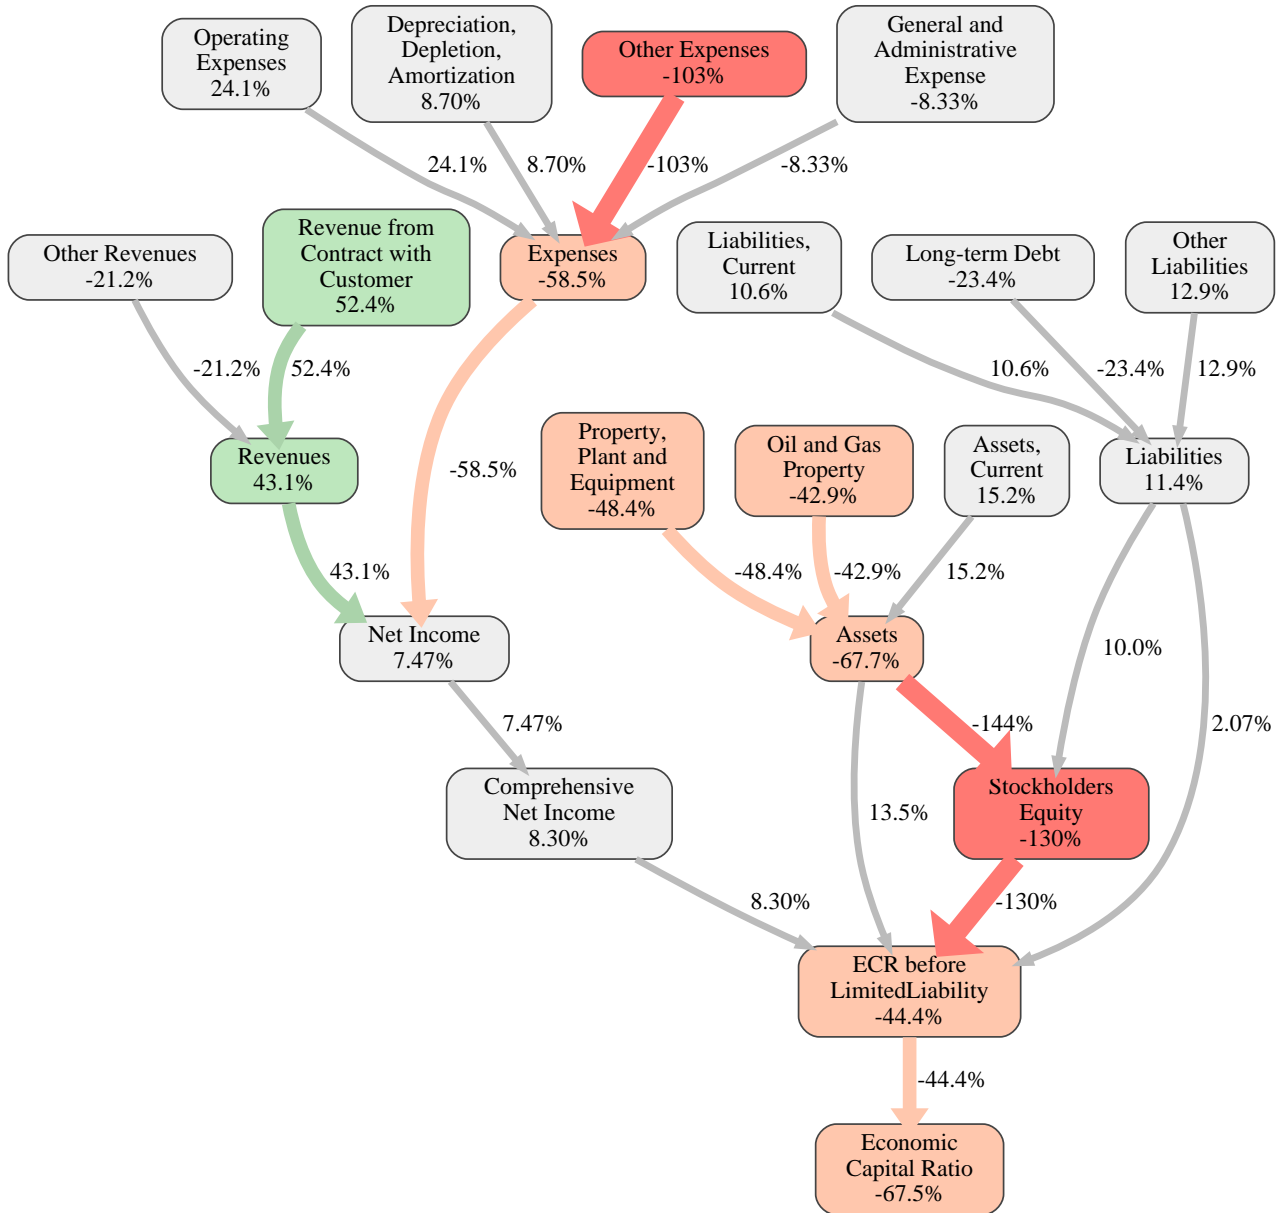 Operating
Expenses
24.1%
Depreciation,
Depletion,
Amortization
8.70%
Other Expenses
-103%
General and
Administrative
Expense
-8.33%
24.1%
8.70%
-103%
-8.33%
Other Revenues
-21.2%
Revenue from
Contract with
Customer
52.4%
Expenses
-58.5%
Liabilities,
Current
10.6%
Long-term Debt
-23.4%
Other
Liabilities
12.9%
-21.2%
52.4%
10.6%
-23.4%
12.9%
Revenues
43.1%
-58.5%
Property,
Plant and
Equipment
-48.4%
Oil and Gas
Property
-42.9%
Assets,
Current
15.2%
Liabilities
11.4%
43.1%
-48.4%
-42.9%
15.2%
Net Income
7.47%
Assets
-67.7%
10.0%
7.47%
-144%
2.07%
Comprehensive
Net Income
8.30%
13.5%
Stockholders
Equity
-130%
8.30%
-130%
ECR before
LimitedLiability
-44.4%
-44.4%
Economic
Capital Ratio
-67.5%